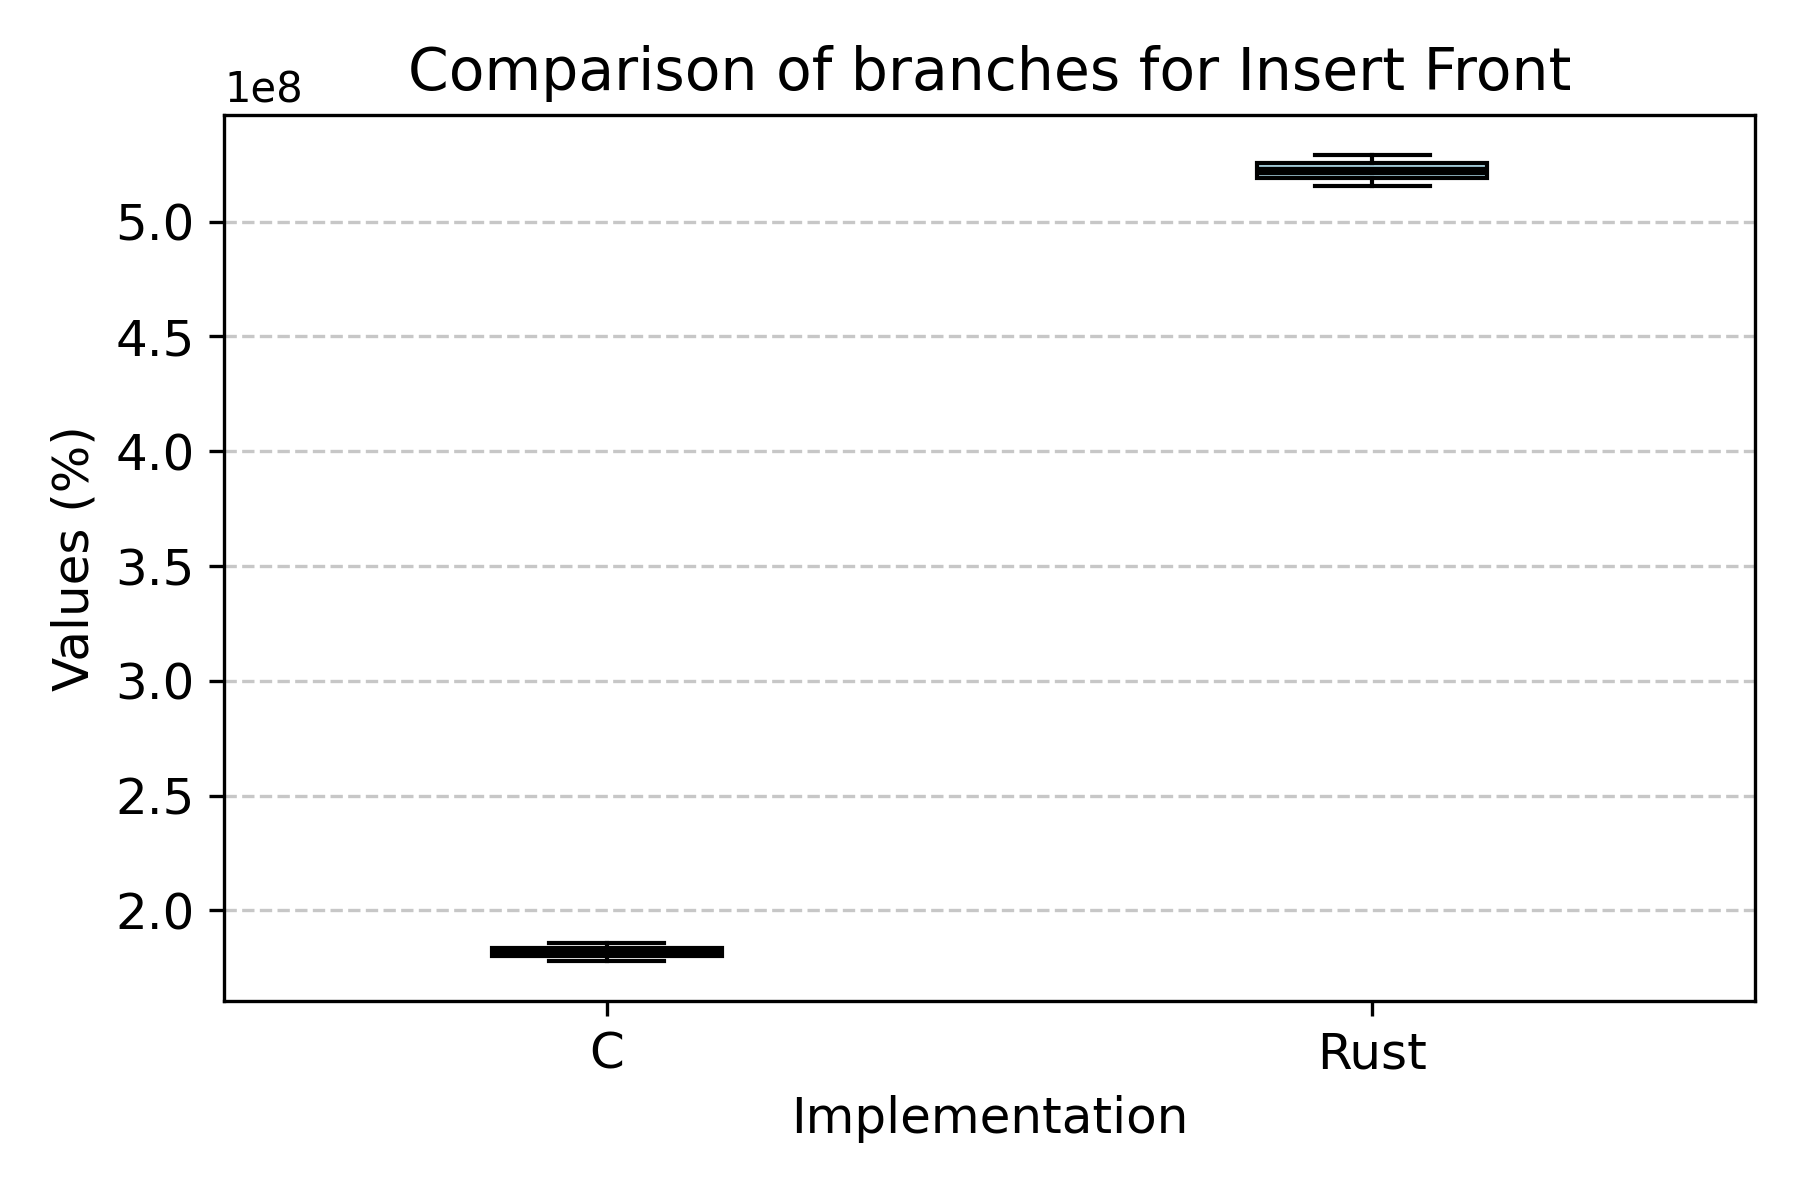 Comparison of branches for Insert Front
1e8
5.0
4.5
4.0
3.5
3.0
2.5
2.0
Values (%)
C
Rust
Implementation